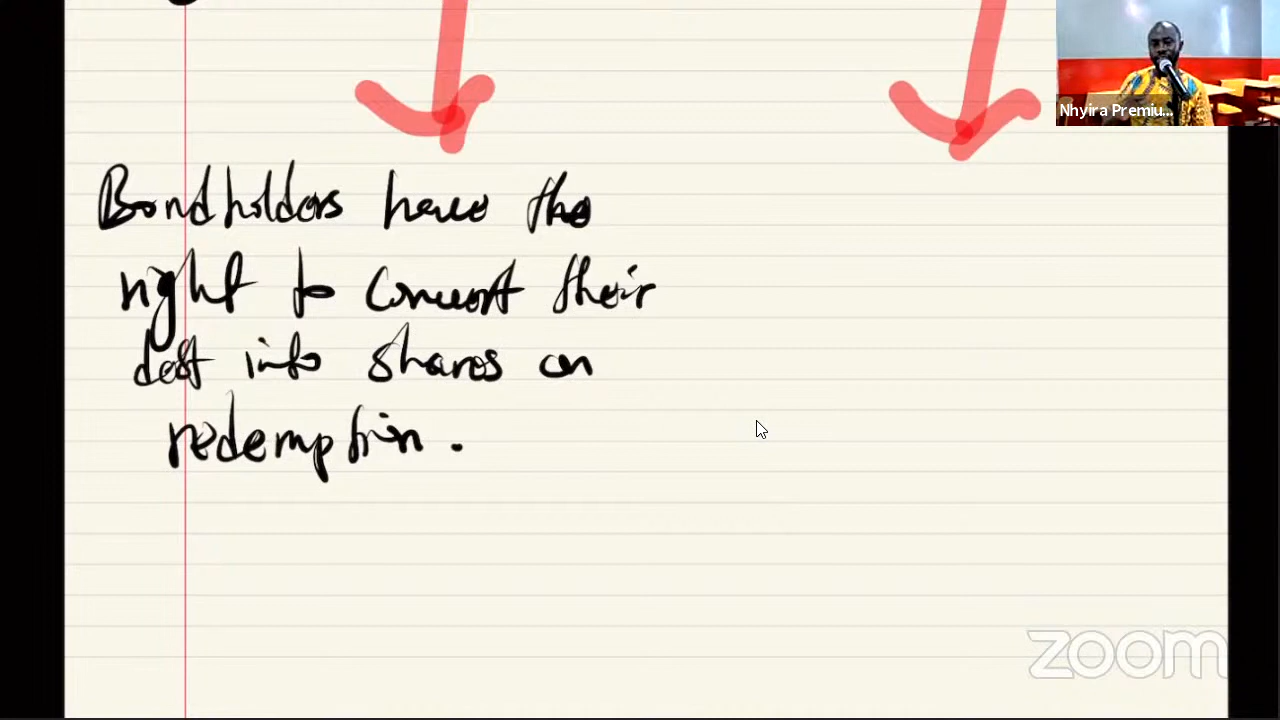 Nhyira Premiu...
Bondholders have the
right to convert their
debt into shares on
redemption.
zoom